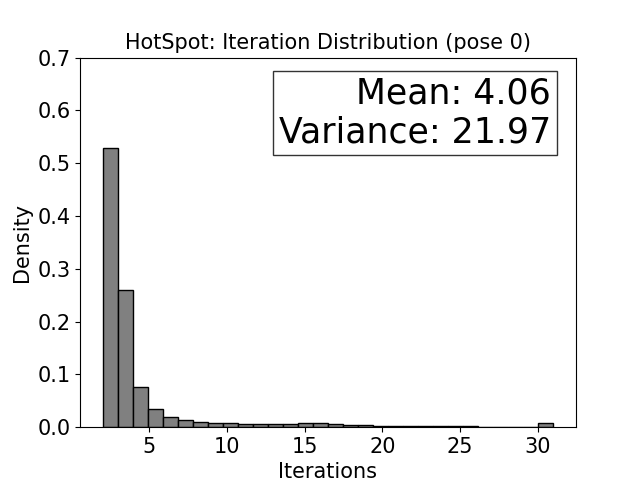 HotSpot: Iteration Distribution (pose 0)
Mean: 4.06
Variance: 21.97
Density
0.7
0.6
0.5
0.4
0.3
0.2
0.1
0.0
5 10 15 20 25 30
Iterations